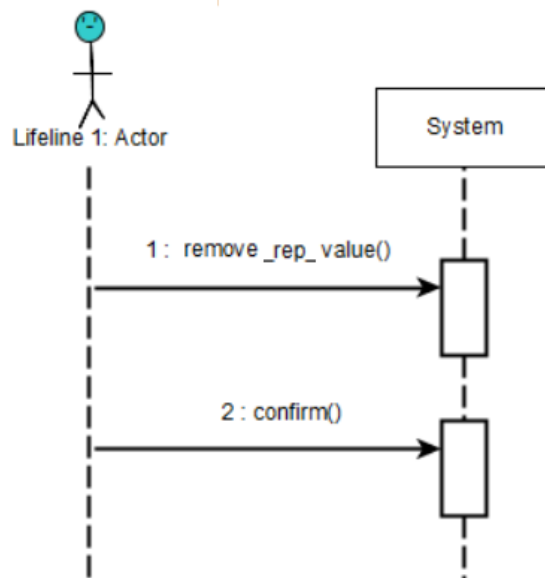 Lifeline 1: Actor
System
1 : remove _rep_ value()
2 : confirm()